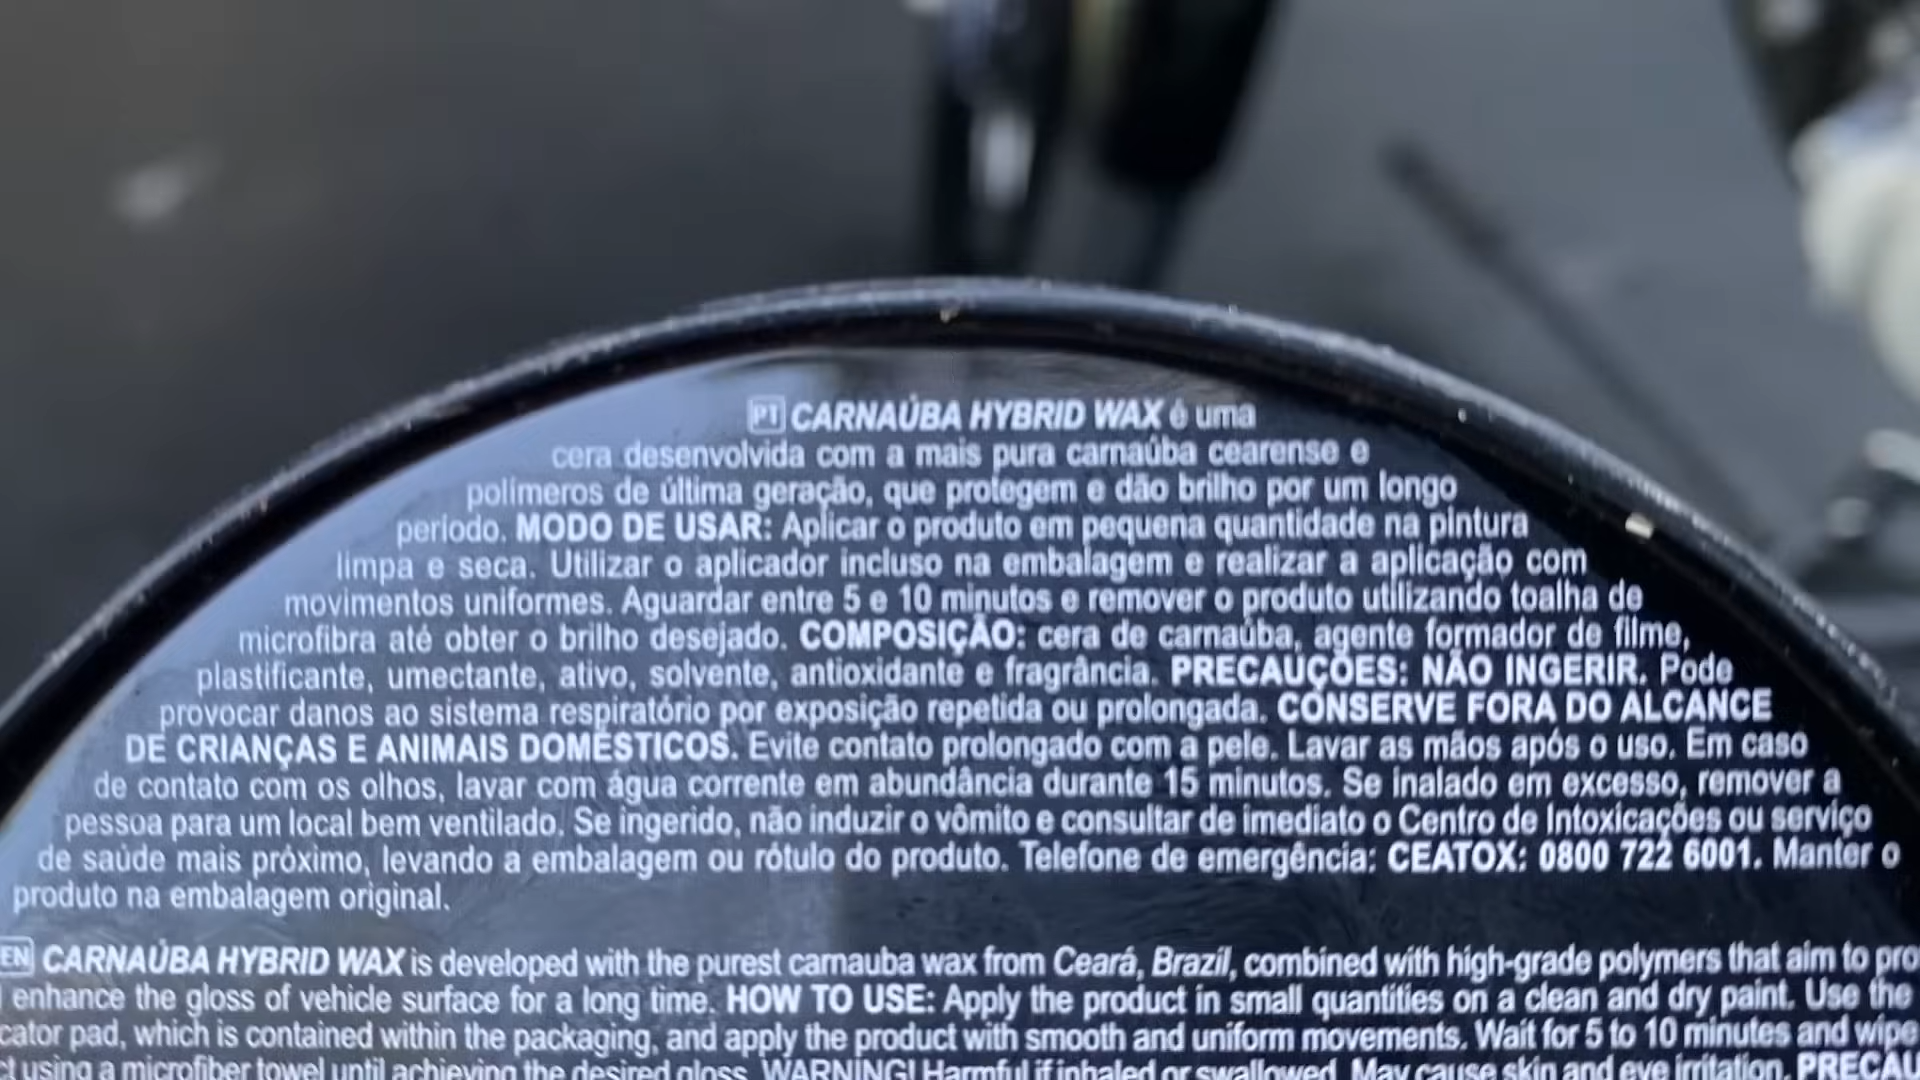 PT CARNAÚBA HYBRID WAX é uma
cera desenvolvida com a mais pura carnaúba cearense e
polímeros de última geração, que protegem e dão brilho por um longo
período. MODO DE USAR: Aplicar o produto em pequena quantidade na pintura
limpa e seca. Utilizar o aplicador incluso na embalagem e realizar a aplicação com
movimentos uniformes. Aguardar entre 5 e 10 minutos e remover o produto utilizando toalha de
microfibra até obter o brilho desejado. COMPOSIÇÃO: cera de carnaúba, agente formador de filme,
plastificante, umectante, ativo, solvente, antioxidante e fragrância. PRECAUÇÕES: NÃO INGERIR. Pode
provocar danos ao sistema respiratório por exposição repetida ou prolongada. CONSERVE FORA DO ALCANCE
DE CRIANÇAS E ANIMAIS DOMÉSTICOS. Evite contato prolongado com a pele. Lavar as mãos após o uso. Em caso
de contato com os olhos, lavar com água corrente em abundância durante 15 minutos. Se inalado em excesso, remover a
pessoa para um local bem ventilado. Se ingerido, não induzir o vômito e consultar de imediato o Centro de Intoxicações ou serviço
de saúde mais próximo, levando a embalagem ou rótulo do produto. Telefone de emergência: CEATOX: 0800 722 6001. Manter o
produto na embalagem original.
EN CARNAÚBA HYBRID WAX is developed with the purest carnauba wax from Ceará, Brazil, combined with high-grade polymers that aim to pro
enhance the gloss of vehicle surface for a long time. HOW TO USE: Apply the product in small quantities on a clean and dry paint. Use the
cator pad, which is contained within the packaging, and apply the product with smooth and uniform movements. Wait for 5 to 10 minutes and wipe
ct using a microfiber towel until achieving the desired gloss. WARNING! Harmful if inhaled or swallowed. May cause skin and eye irritation. PRECAU